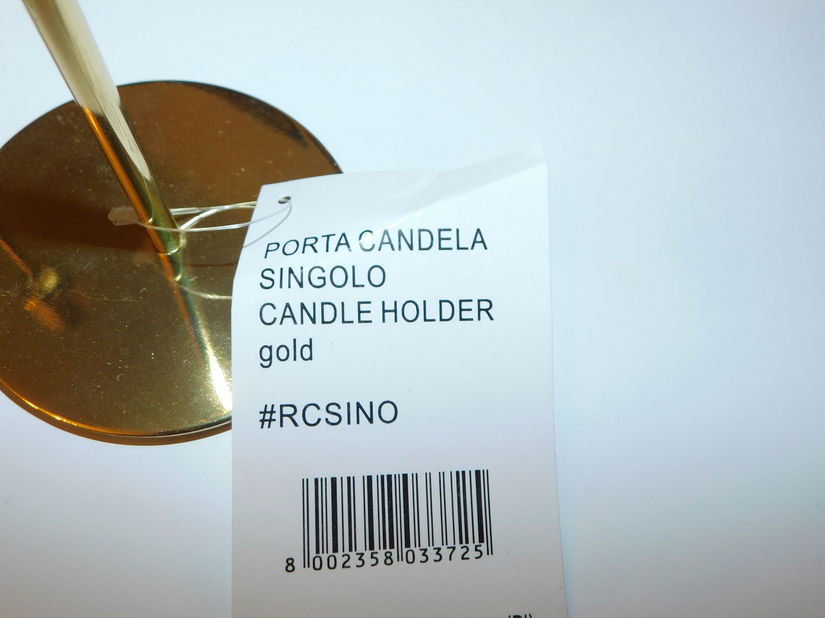 PORTA CANDELA
SINGOLO
CANDLE HOLDER
gold
#RCSINO
8 002358 033725